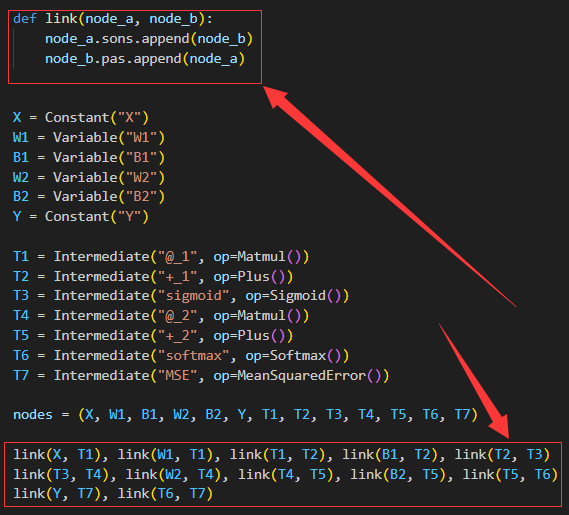 def link(node_a, node_b):
    node_a.sons.append(node_b)
    node_b.pas.append(node_a)
X = Constant("X")
W1 = Variable("W1")
B1 = Variable("B1")
W2 = Variable("W2")
B2 = Variable("B2")
Y = Constant("Y")
T1 = Intermediate("@_1", op=Matmul())
T2 = Intermediate("+_1", op=Plus())
T3 = Intermediate("sigmoid", op=Sigmoid())
T4 = Intermediate("@_2", op=Matmul())
T5 = Intermediate("+_2", op=Plus())
T6 = Intermediate("softmax", op=Softmax())
T7 = Intermediate("MSE", op=MeanSquaredError())
nodes = (X, W1, B1, W2, B2, Y, T1, T2, T3, T4, T5, T6, T7)
link(X, T1), link(W1, T1), link(T1, T2), link(B1, T2), link(T2, T3)
link(T3, T4), link(W2, T4), link(T4, T5), link(B2, T5), link(T5, T6)
link(Y, T7), link(T6, T7)